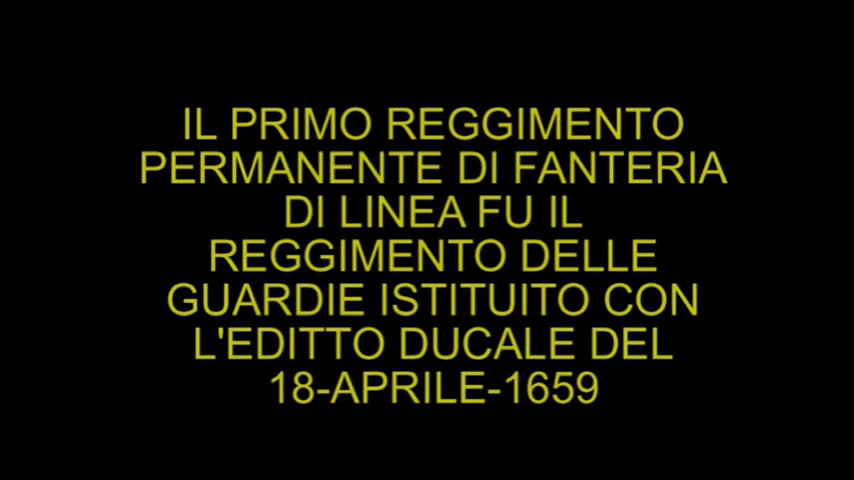 IL PRIMO REGGIMENTO
PERMANENTE DI FANTERIA
DI LINEA FU IL
REGGIMENTO DELLE
GUARDIE ISTITUITO CON
L'EDITTO DUCALE DEL
18-APRILE-1659